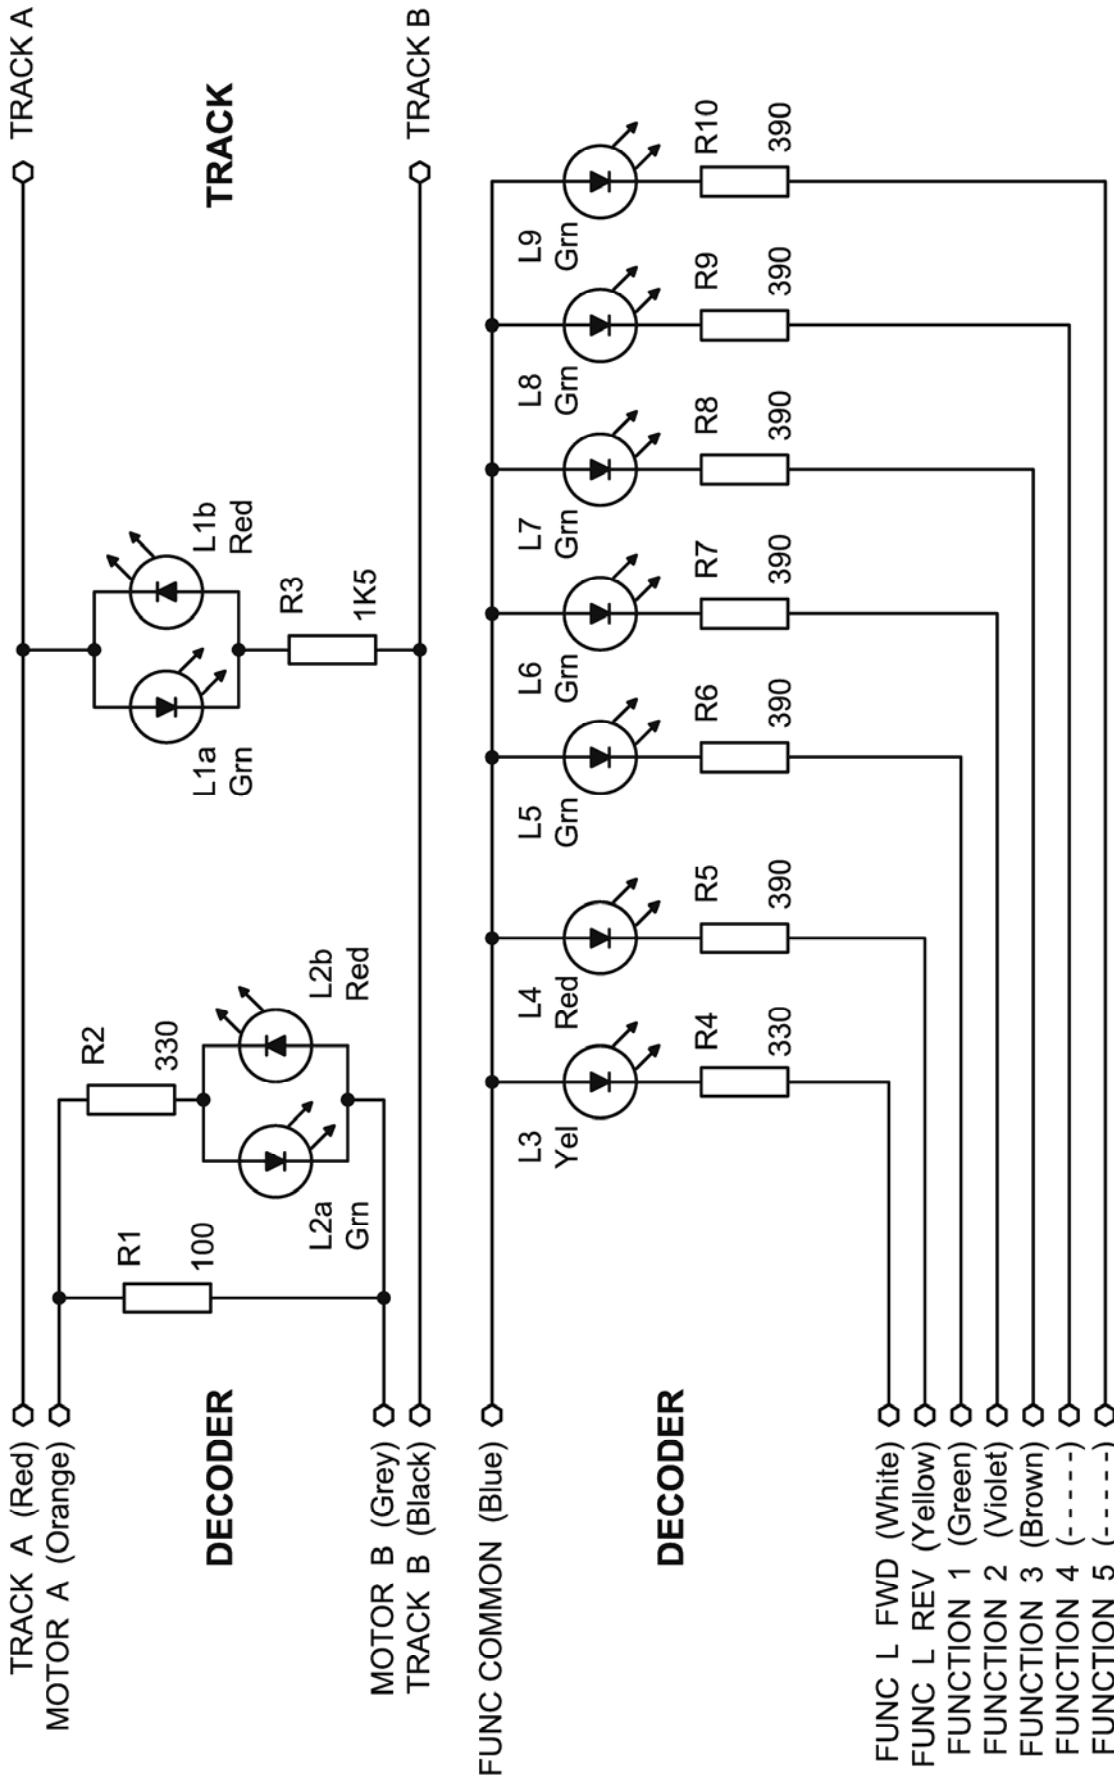 TRACK A (Red)
MOTOR A (Orange)
DECODER
MOTOR B (Grey)
TRACK B (Black)
R1
100
R2
330
L2a
Grn
L2b
Red
L1a
Grn
L1b
Red
R3
1K5
TRACK A
TRACK
TRACK B
FUNC COMMON (Blue)
DECODER
FUNC L FWD (White)
FUNC L REV (Yellow)
FUNCTION 1 (Green)
FUNCTION 2 (Violet)
FUNCTION 3 (Brown)
FUNCTION 4 (------)
FUNCTION 5 (------)
L3
Yel
R4
330
L4
Red
R5
390
L5
Grn
R6
390
L6
Grn
R7
390
L7
Grn
R8
390
L8
Grn
R9
390
L9
Grn
R10
390